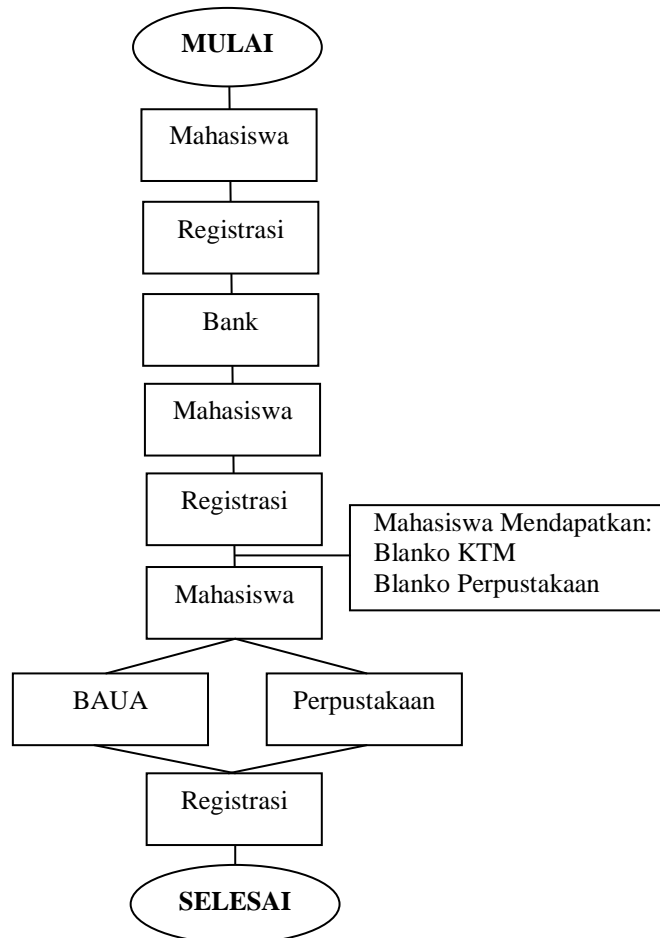 MULAI
Mahasiswa
Registrasi
Bank
Mahasiswa
Registrasi
Mahasiswa Mendapatkan:
Blanko KTM
Blanko Perpustakaan
Mahasiswa
BAUA
Perpustakaan
Registrasi
SELESAI